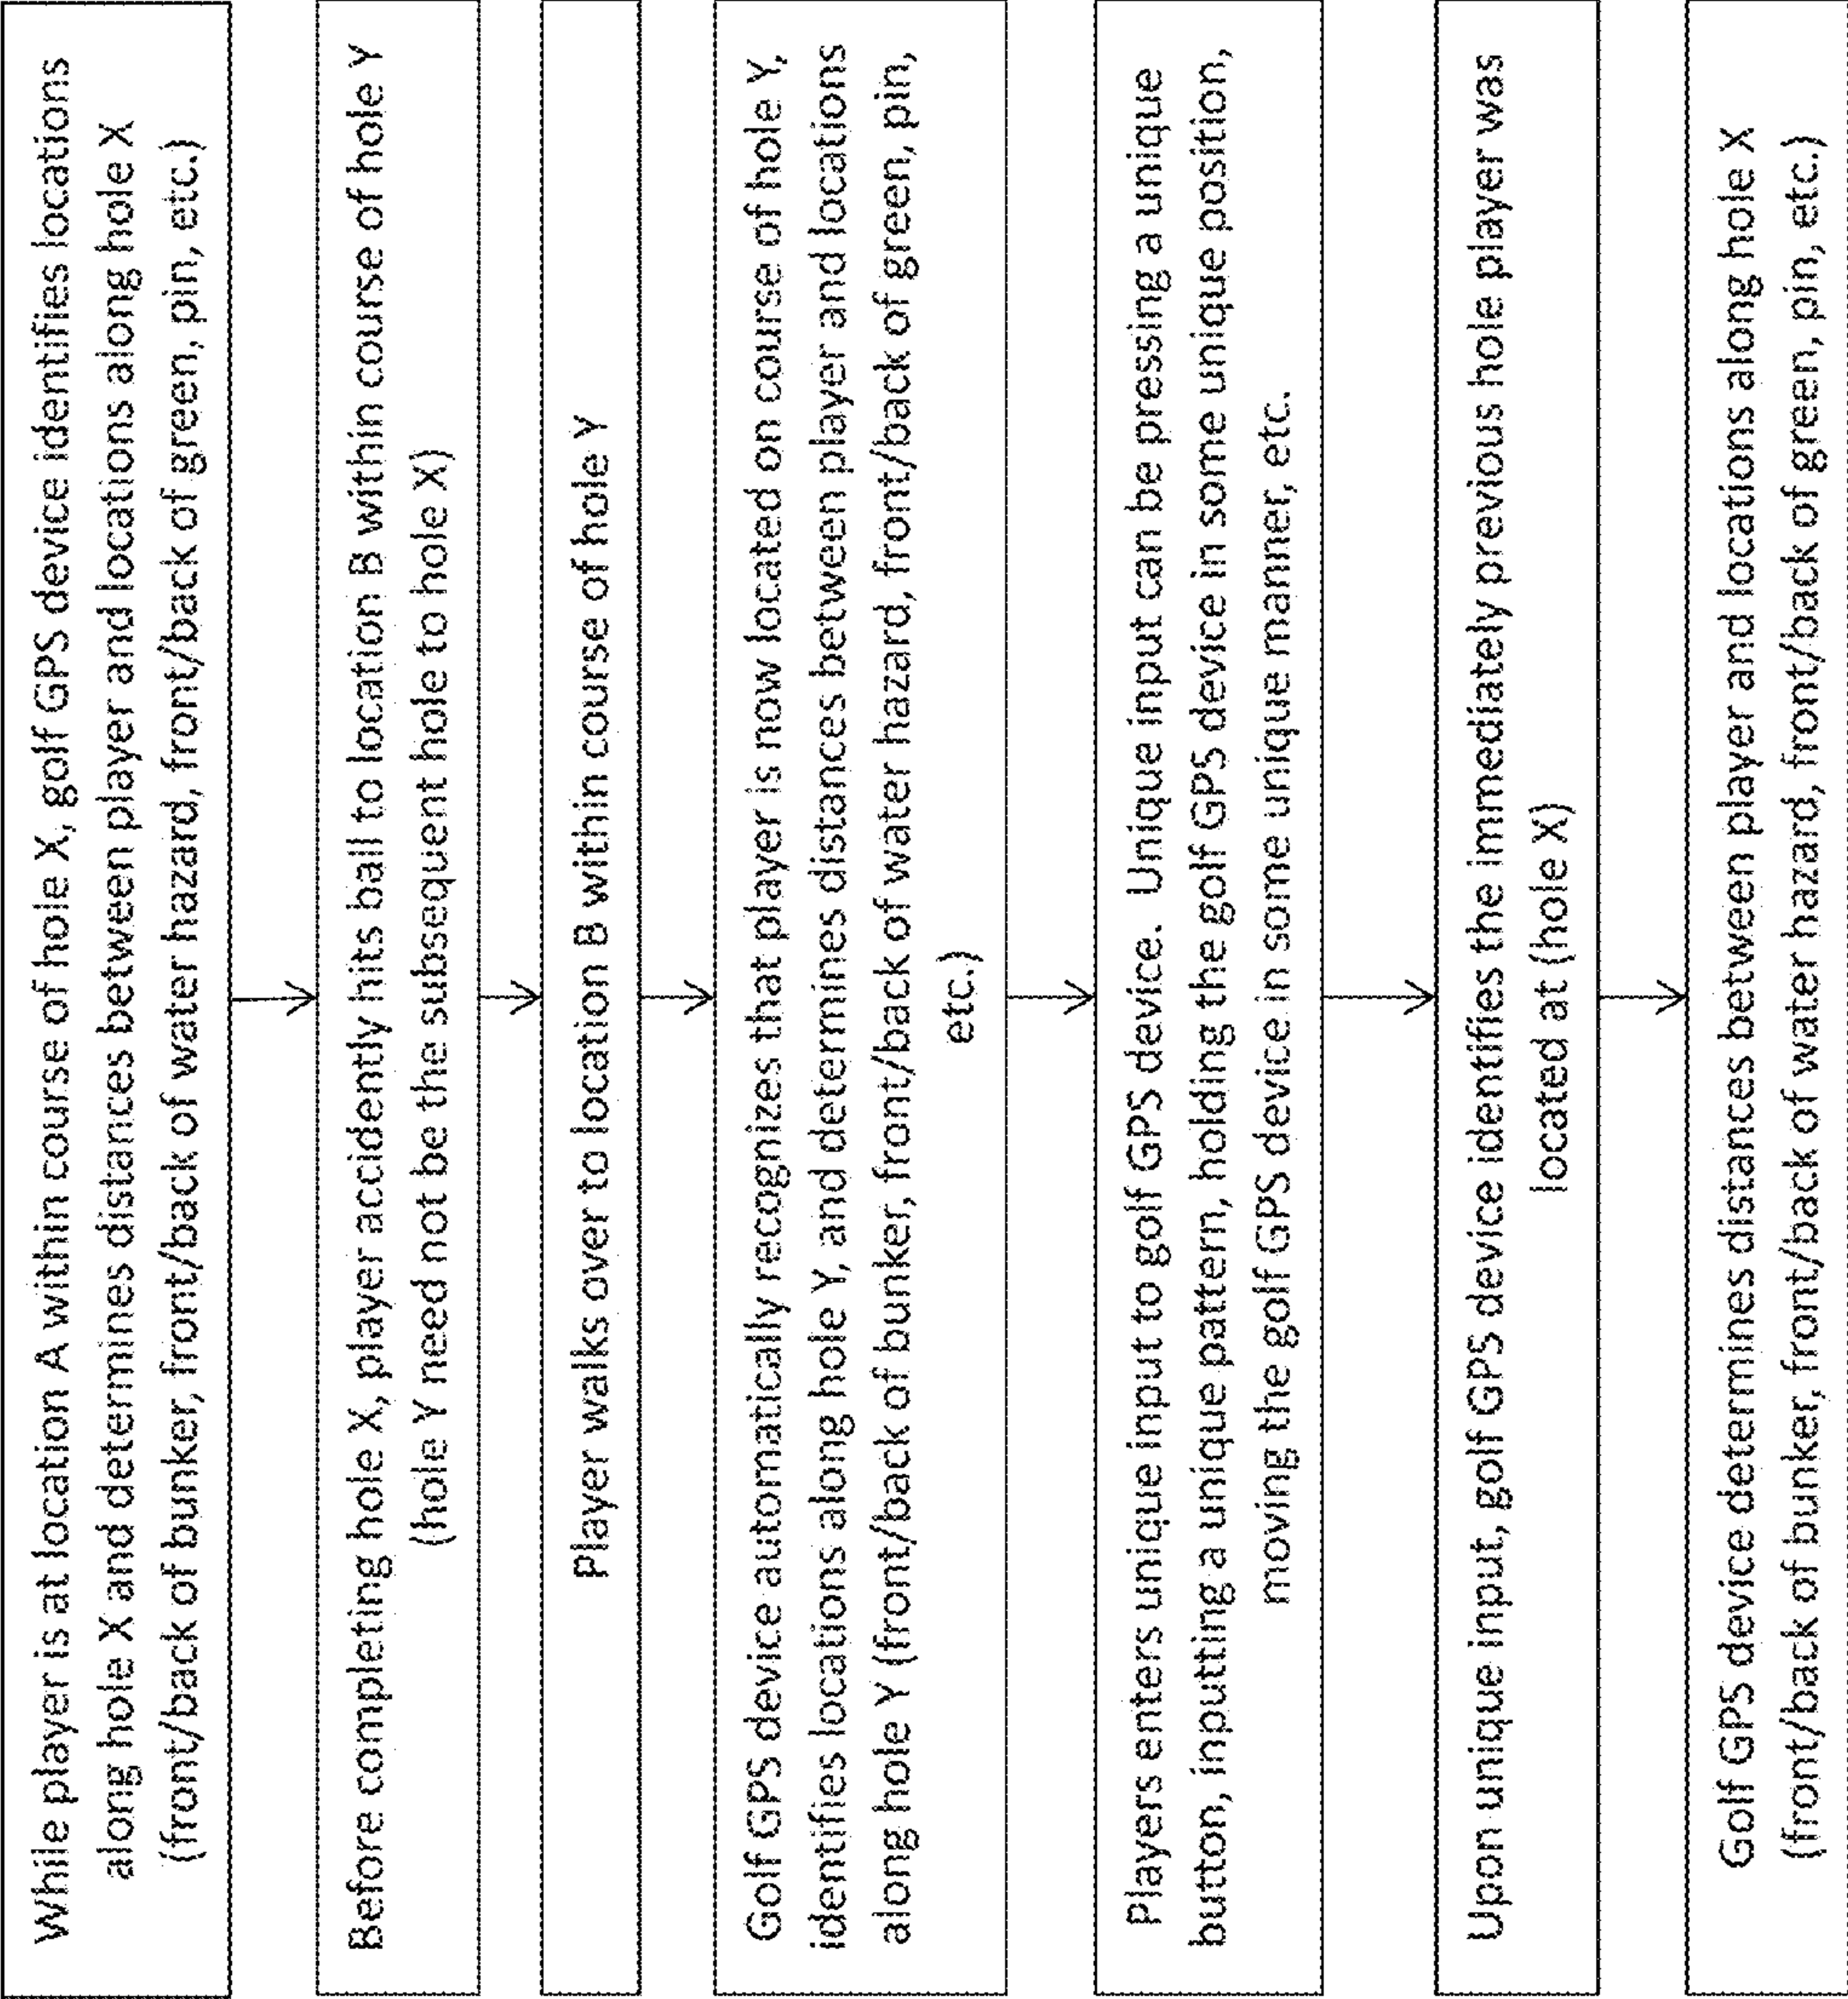 While player is at location A within course of hole X, golf GPS device identifies locations
along hole X and determines distances between player and locations along hole X
(front/back of bunker, front/back of water hazard, front/back of green, pin, etc.)
Before completing hole X, player accidently hits ball to location B within course of hole Y
(hole Y need not be the subsequent hole to hole X)
Player walks over to location B within course of hole Y
Golf GPS device automatically recognizes that player is now located on course of hole Y,
identifies locations along hole Y, and determines distances between player and locations
along hole Y (front/back of bunker, front/back of water hazard, front/back of green, pin,
etc.)
Players enters unique input to golf GPS device. Unique input can be pressing a unique
button, inputting a unique pattern, holding the golf GPS device in some unique position,
moving the golf GPS device in some unique manner, etc.
Upon unique input, golf GPS device identifies the immediately previous hole player was
located at (hole X)
Golf GPS device determines distances between player and locations along hole X
(front/back of bunker, front/back of water hazard, front/back of green, pin, etc.)